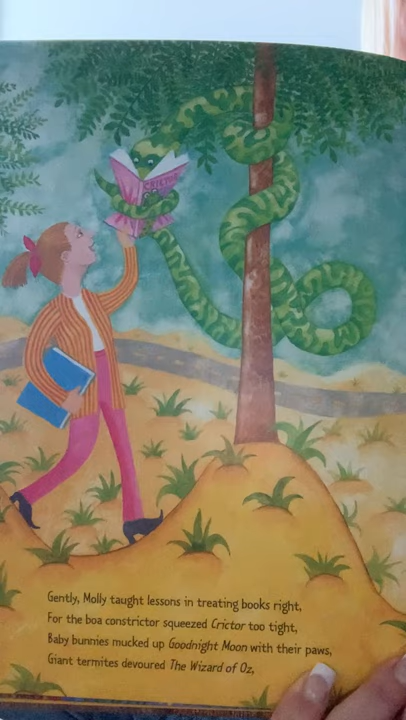 CRICTOR
Gently, Molly taught lessons in treating books right,
For the boa constrictor squeezed Crictor too tight,
Baby bunnies mucked up Goodnight Moon with their paws,
Giant termites devoured The Wizard of Oz,